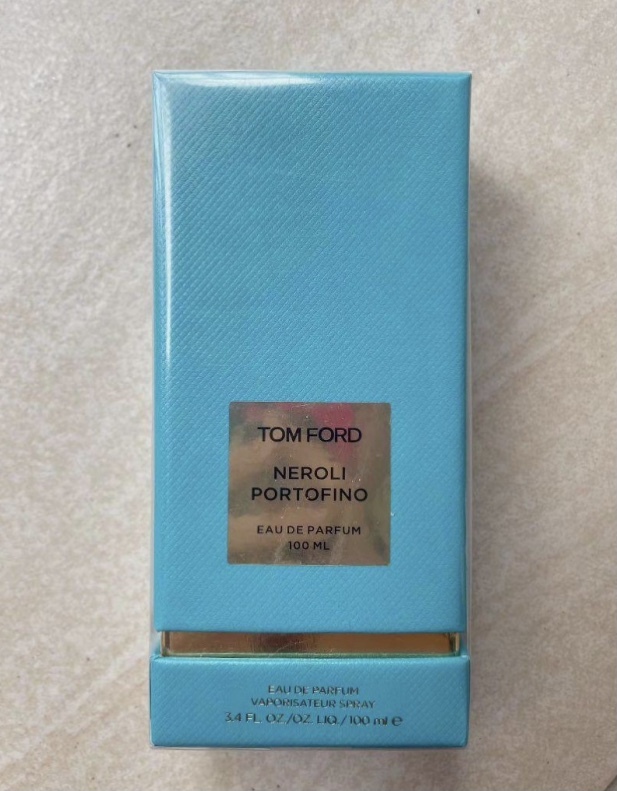 TOM FORD
NEROLI
PORTOFINO
EAU DE PARFUM
100 ML
EAU DE PARFUM
VAPORISATEUR SPRAY
3.4 FL. OZ./OZ. LIQ./100 ml ℮